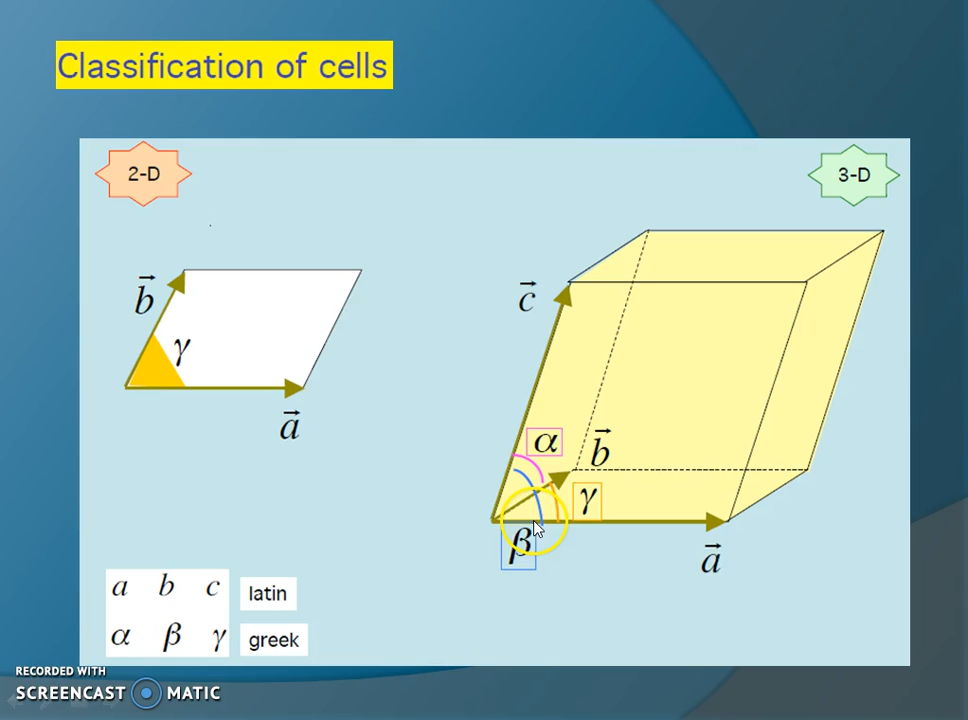 Classification of cells
2-D
3-D
b
γ
a
c
α
b
γ
β
a
a b c latin
α β γ greek
RECORDED WITH
SCREENCAST MATIC